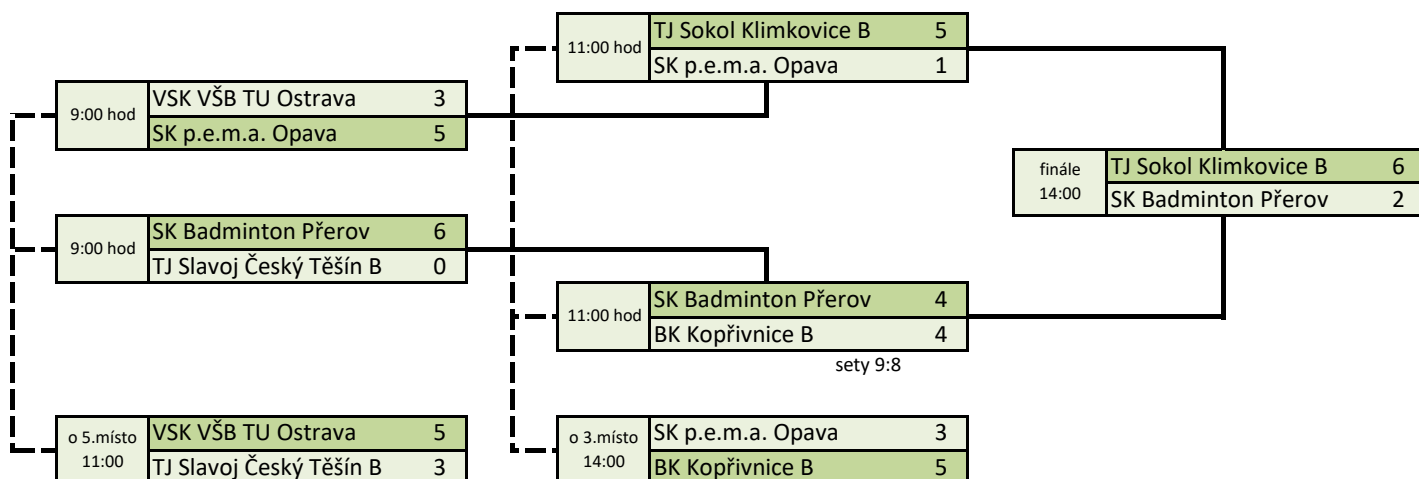 11:00 hod TJ Sokol Klimkovice B 5
SK p.e.m.a. Opava 1
9:00 hod VSK VŠB TU Ostrava 3
SK p.e.m.a. Opava 5
finále 14:00 TJ Sokol Klimkovice B 6
SK Badminton Přerov 2
9:00 hod SK Badminton Přerov 6
TJ Slavoj Český Těšín B 0
11:00 hod SK Badminton Přerov 4
BK Kopřivnice B 4
sety 9:8
o 5.místo 11:00 VSK VŠB TU Ostrava 5
TJ Slavoj Český Těšín B 3
o 3.místo 14:00 SK p.e.m.a. Opava 3
BK Kopřivnice B 5